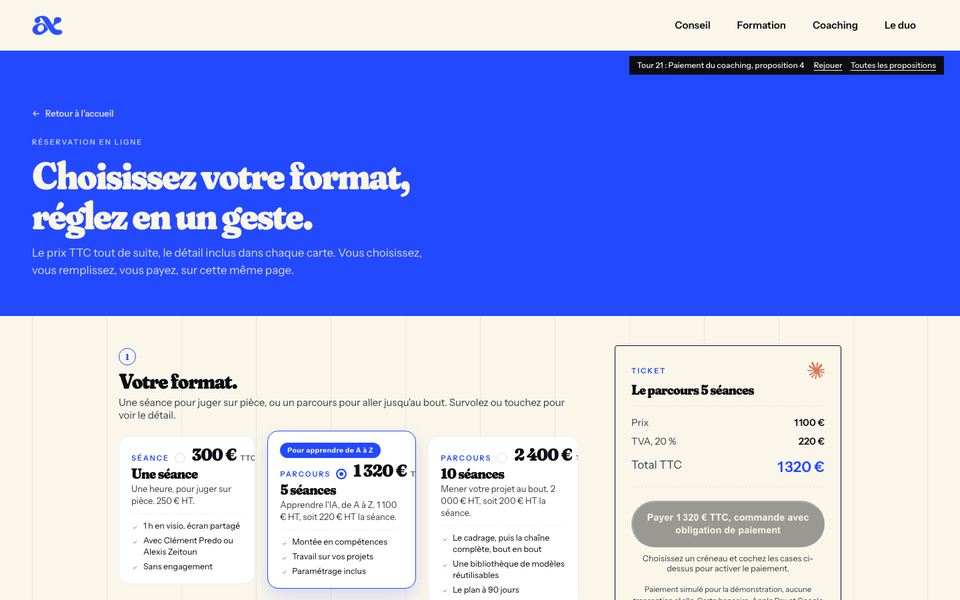 Conseil Formation Coaching Le duo
Tour 21 : Paiement du coaching, proposition 4 Rejouer Toutes les propositions
← Retour à l'accueil
RÉSERVATION EN LIGNE
Choisissez votre format,
réglez en un geste.
Le prix TTC tout de suite, le détail inclus dans chaque carte. Vous choisissez,
vous remplissez, vous payez, sur cette même page.
1
Votre format.
Une séance pour juger sur pièce, ou un parcours pour aller jusqu'au bout. Survolez ou touchez pour
voir le détail.
SÉANCE 300 € TTC
Une séance
Une heure, pour juger sur
pièce. 250 € HT.
1 h en visio, écran partagé
Avec Clément Predo ou
Alexis Zeitoun
Sans engagement
Pour apprendre de A à Z
PARCOURS 1 320 € T
5 séances
Apprendre l'IA, de A à Z. 1 100
€ HT, soit 220 € HT la séance.
Montée en compétences
Travail sur vos projets
Paramétrage inclus
PARCOURS 2 400 €
10 séances
Mener votre projet au bout. 2
000 € HT, soit 200 € HT la
séance.
Le cadrage, puis la chaîne
complète, bout en bout
Une bibliothèque de modèles
réutilisables
Le plan à 90 jours
TICKET
Le parcours 5 séances
Prix 1 100 €
TVA, 20 % 220 €
Total TTC 1 320 €
Payer 1 320 € TTC, commande avec
obligation de paiement
Choisissez un créneau et cochez les cases ci-
dessus pour activer le paiement.
Paiement simulé pour la démonstration, aucune